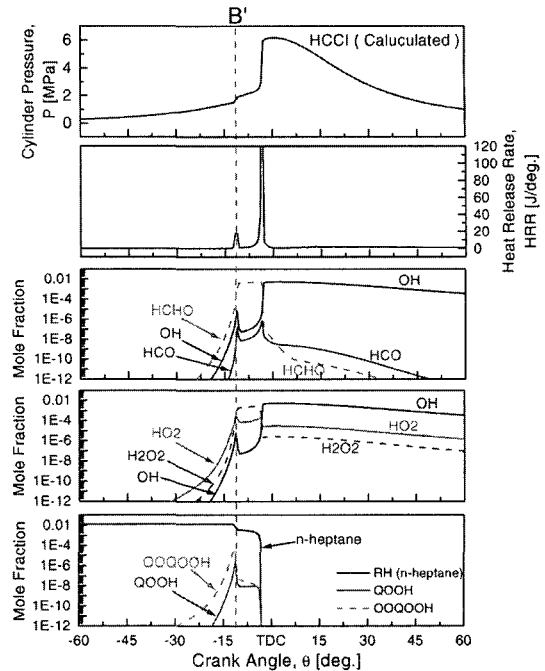 B'
Cylinder Pressure,
P [MPa]
6
4
2
0
HCCI ( Caluculated )
120
100
80
60
40
20
0
Heat Release Rate,
HRR [J/deg.]
Mole Fraction
0.01
1E-4
1E-6
1E-8
1E-10
1E-12
HCHO
OH
HCO
OH
HCO
HCHO
Mole Fraction
0.01
1E-4
1E-6
1E-8
1E-10
1E-12
HO2
H2O2
OH
OH
HO2
H2O2
Mole Fraction
0.01
1E-4
1E-6
1E-8
1E-10
1E-12
OOQOOH
QOOH
n-heptane
RH (n-heptane)
QOOH
OOQOOH
-60 -45 -30 -15 TDC 15 30 45 60
Crank Angle, θ [deg.]